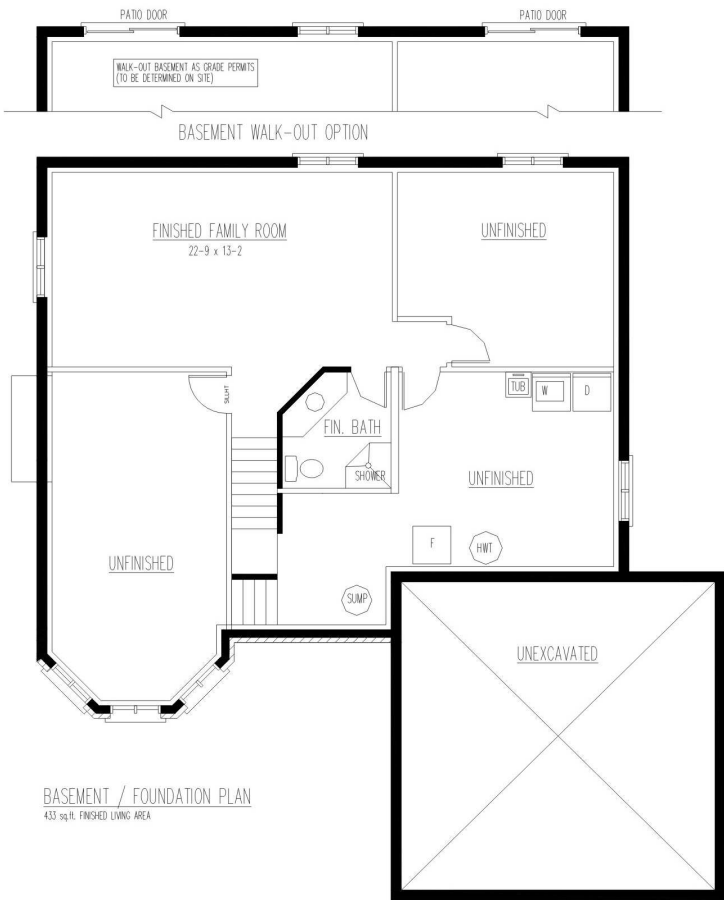 PATIO DOOR
PATIO DOOR
WALK-OUT BASEMENT AS GRADE PERMITS
(TO BE DETERMINED ON SITE)
BASEMENT WALK-OUT OPTION
FINISHED FAMILY ROOM
22-9 x 13-2
UNFINISHED
TUB
W
D
FIN. BATH
SHOWER
UNFINISHED
UNFINISHED
F
HWT
SUMP
UNEXCAVATED
BASEMENT / FOUNDATION PLAN
433 sq.ft. FINISHED LIVING AREA